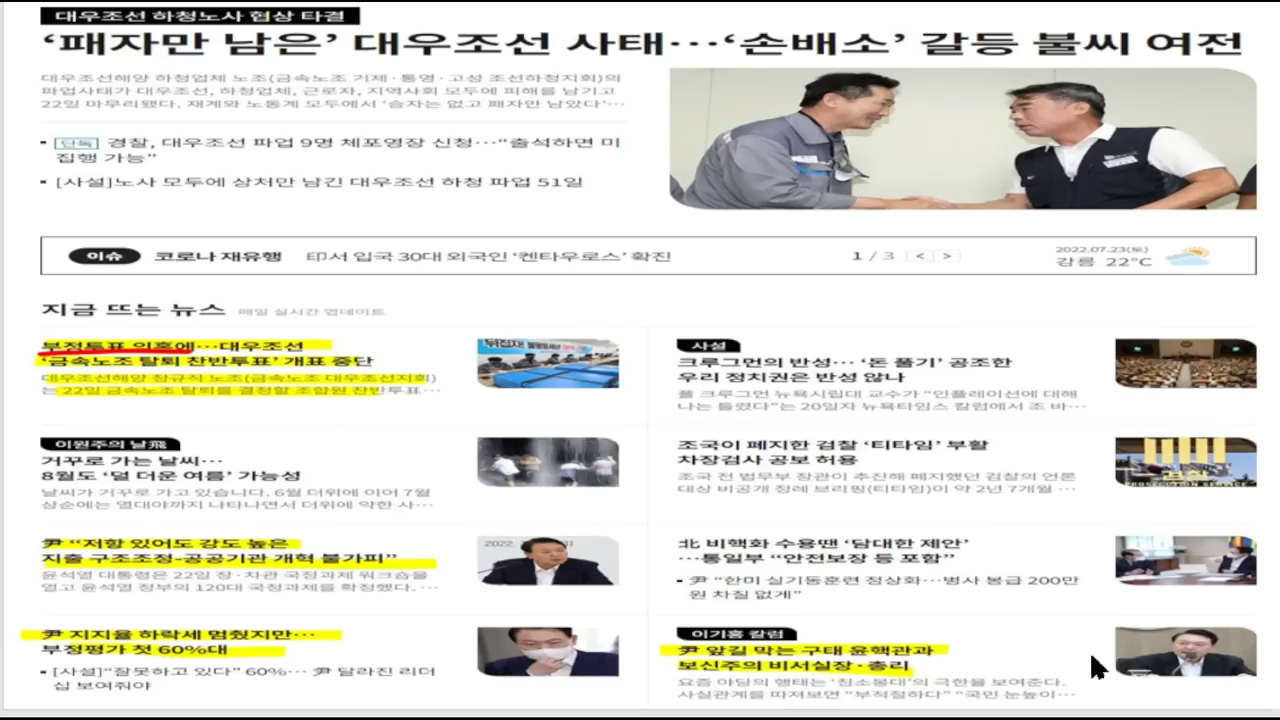 대우조선 하청노사 협상 타결
‘패자만 남은’ 대우조선 사태…‘손배소’ 갈등 불씨 여전
대우조선해양 하청업체 노조(금속노조 거제·통영·고성 조선하청지회)의
파업사태가 대우조선, 하청업체, 근로자, 지역사회 모두에 피해를 남기고
22일 마무리됐다. 재계와 노동계 모두에서 ‘승자는 없고 패자만 남았다’…
단독 경찰, 대우조선 파업 9명 체포영장 신청…“출석하면 미
집행 가능”
[사설]노사 모두에 상처만 남긴 대우조선 하청 파업 51일
이슈 코로나 재유행 印서 입국 30대 외국인 ‘켄타우로스’ 확진 1 / 3 < >
2022.07.23(토)
강릉 22℃
지금 뜨는 뉴스 매일 실시간 업데이트
부정투표 의혹에…대우조선
‘금속노조 탈퇴 찬반투표’ 개표 중단
대우조선해양 정규직 노조(금속노조 대우조선지회)
는 22일 금속노조 탈퇴를 결정할 조합원 찬반투표…
사설
크루그먼의 반성… ‘돈 풀기’ 공조한
우리 정치권은 반성 않나
폴 크루그먼 뉴욕시립대 교수가 “인플레이션에 대해
나는 틀렸다”는 20일자 뉴욕타임스 칼럼에서 조 바…
이원주의 날飛
거꾸로 가는 날씨…
8월도 ‘덜 더운 여름’ 가능성
날씨가 거꾸로 가고 있습니다. 6월 더위에 이어 7월
상순에는 열대야까지 나타나면서 더위에 약한 사…
조국이 폐지한 검찰 ‘티타임’ 부활
차장검사 공보 허용
조국 전 법무부 장관이 추진해 폐지했던 검찰의 언론
대상 비공개 정례 브리핑(티타임)이 약 2년 7개월 …
尹 “저항 있어도 강도 높은
지출 구조조정-공공기관 개혁 불가피”
윤석열 대통령은 22일 장·차관 국정과제 워크숍을
열고 윤석열 정부의 120대 국정과제를 확정했다. …
北 비핵화 수용땐 ‘담대한 제안’
…통일부 “안전보장 등 포함”
尹 “한미 실기동훈련 정상화…병사 봉급 200만
원 차질 없게”
尹 지지율 하락세 멈췄지만…
부정평가 첫 60%대
[사설]“잘못하고 있다” 60%… 尹 달라진 리더
십 보여줘야
이기홍 칼럼
尹 앞길 막는 구태 윤핵관과
보신주의 비서실장·총리
요즘 야당의 행태는 ‘침소봉대’의 극한을 보여준다.
사실관계를 따져보면 “부적절하다” “국민 눈높이…